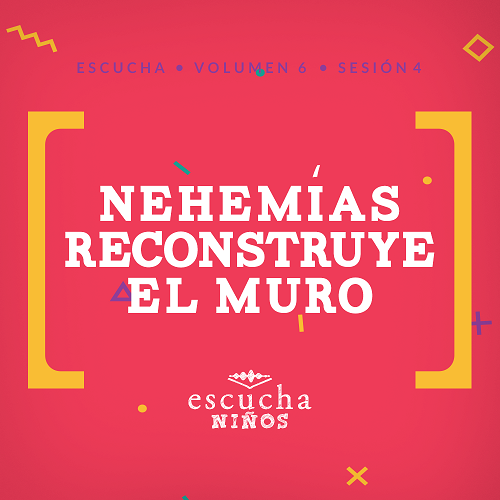 ESCUCHA • VOLUMEN 6 • SESIÓN 4
NEHEMÍAS
RECONSTRUYE
EL MURO
escucha
NIÑOS